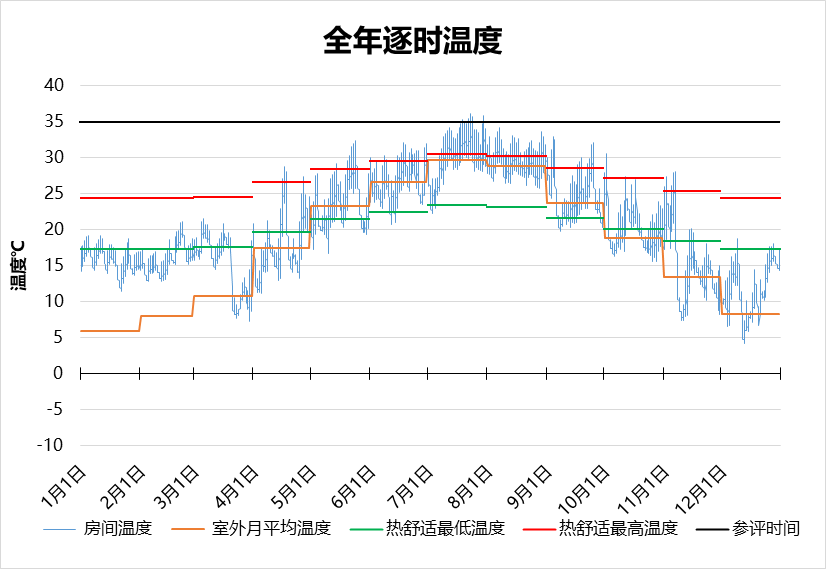 全年逐时温度
40
35
30
25
20
15
10
5
0
-5
-10
温度℃
1月1日
2月1日
3月1日
4月1日
5月1日
6月1日
7月1日
8月1日
9月1日
10月1日
11月1日
12月1日
房间温度 室外月平均温度 热舒适最低温度 热舒适最高温度 参评时间